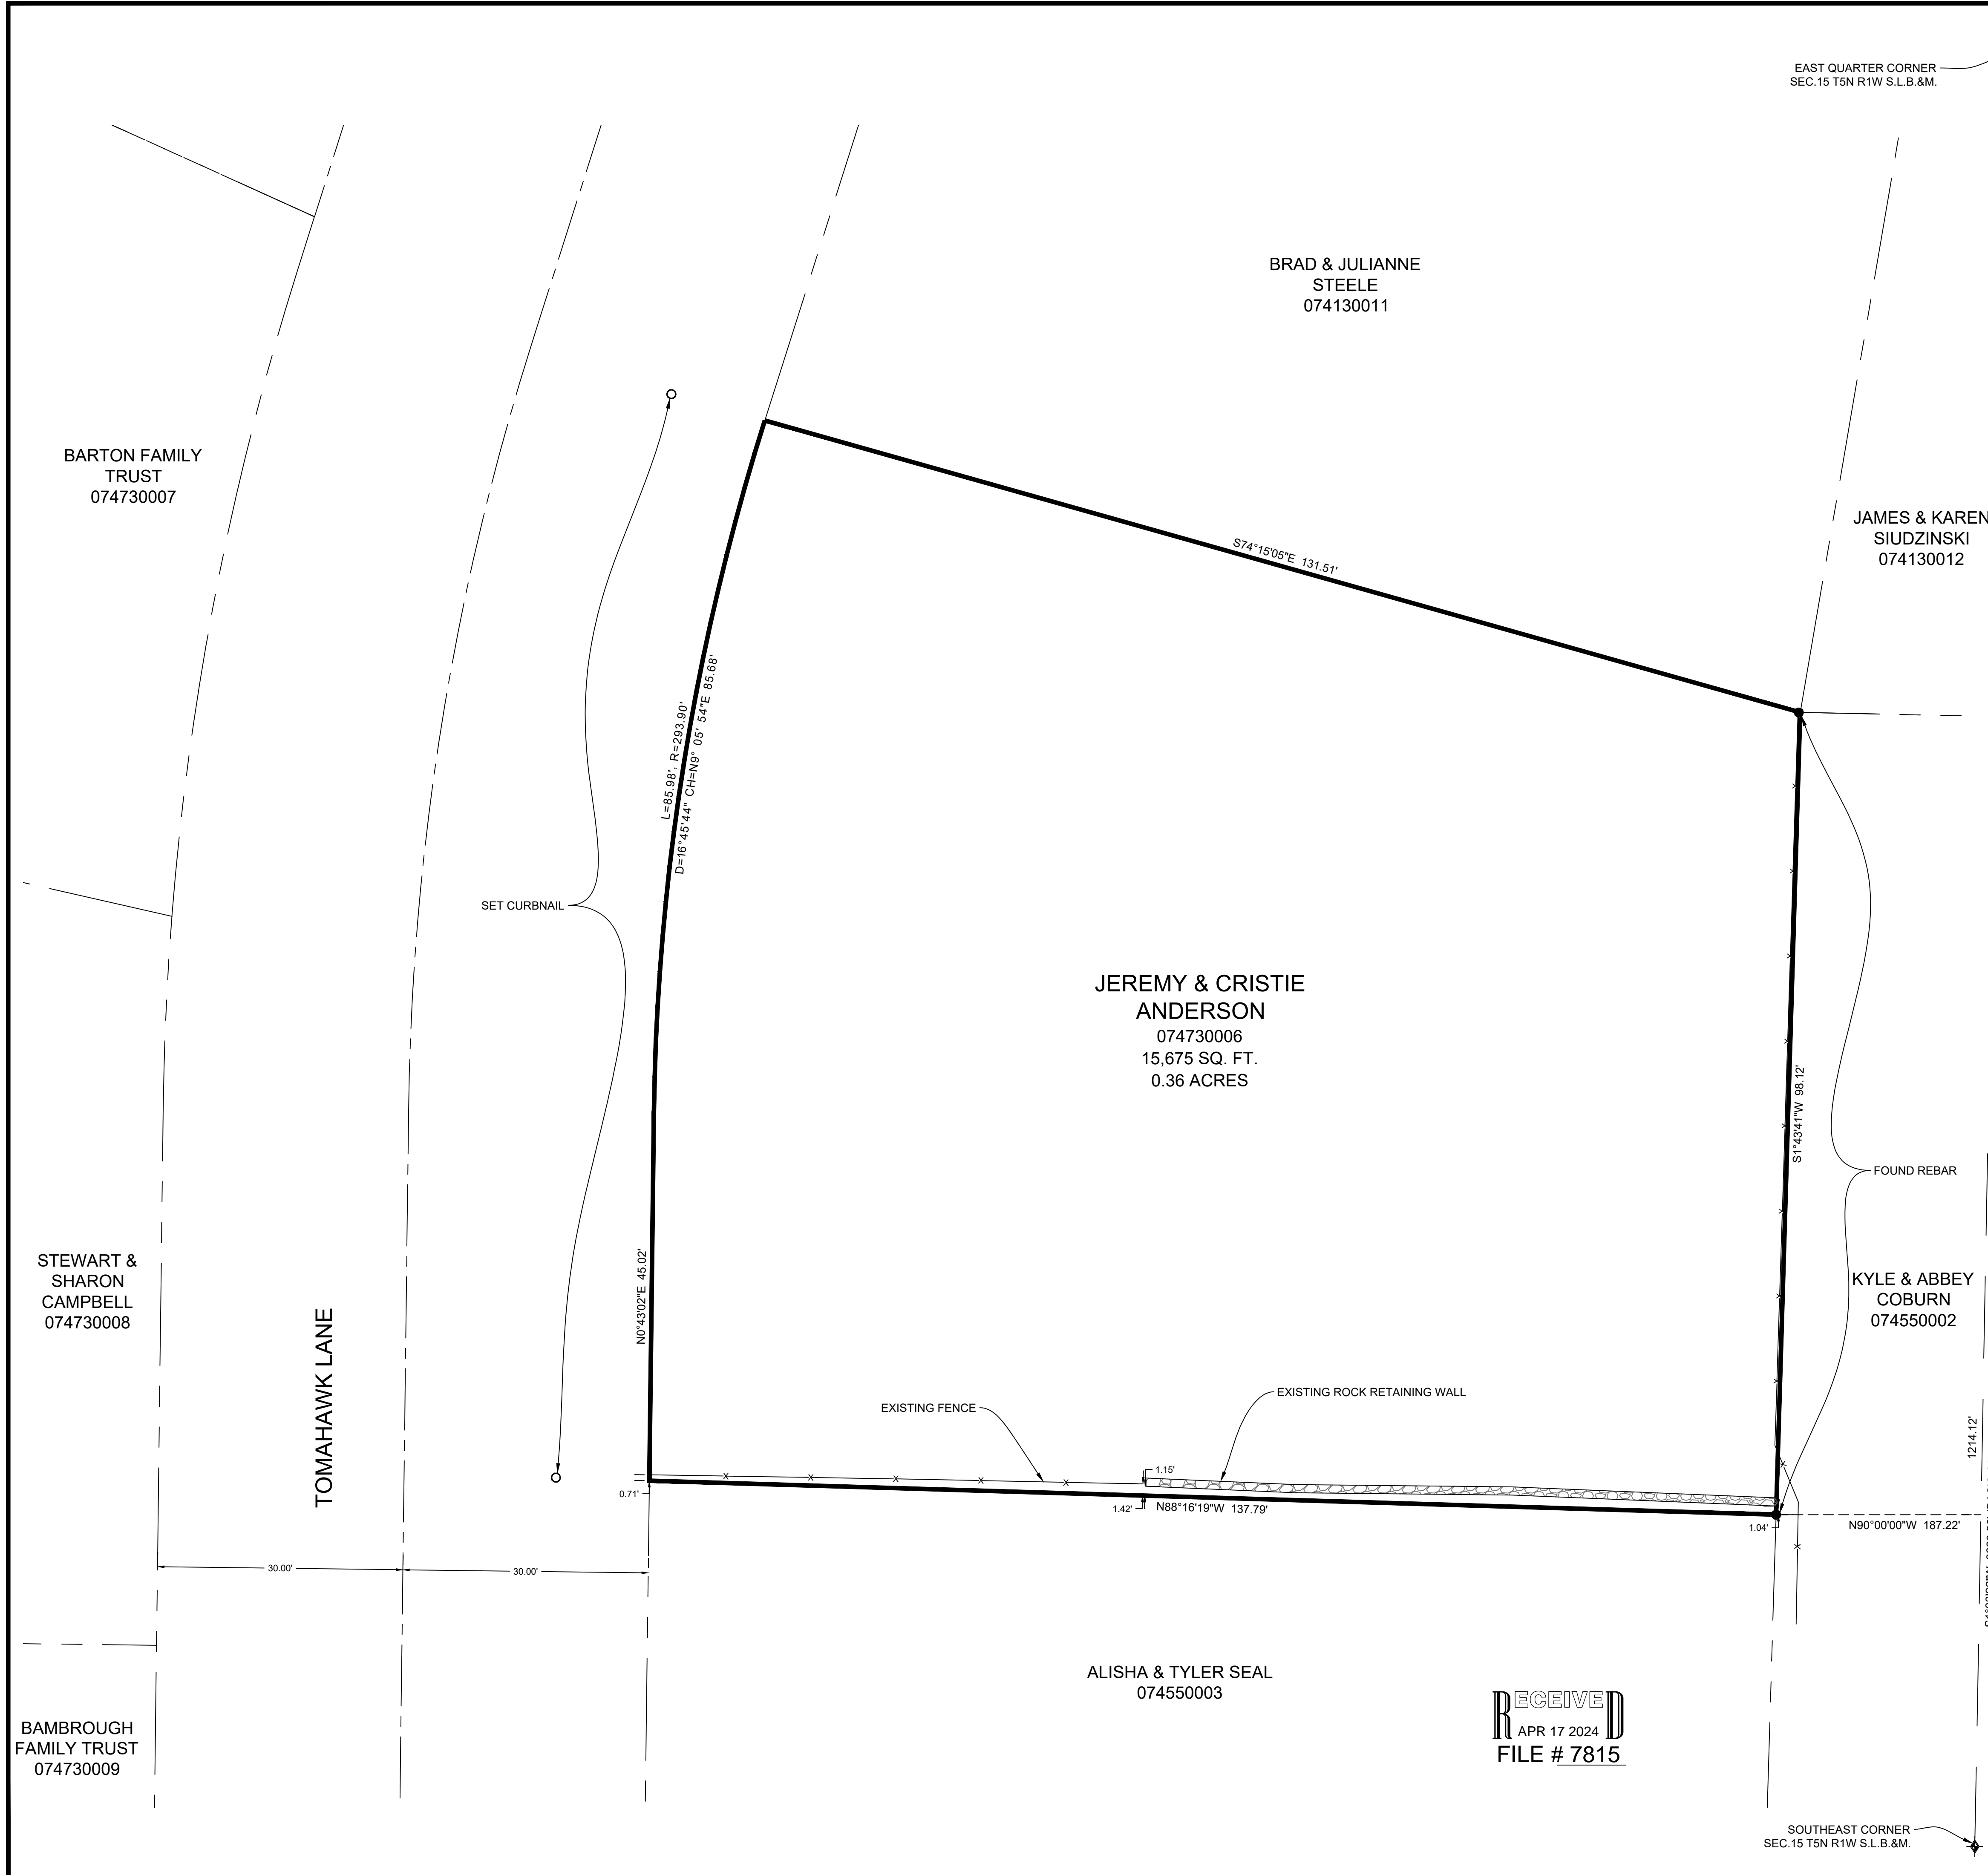 EAST QUARTER CORNER
SEC.15 T5N R1W S.L.B.&M.
BRAD & JULIANNE
STEELE
074130011
BARTON FAMILY
TRUST
074730007
JAMES & KAREN
SIUDZINSKI
074130012
S74°15'05"E 131.51'
L=85.98', R=293.90'
D=16°45'44" CH=N9° 05' 54"E 85.68'
SET CURBNAIL
JEREMY & CRISTIE
ANDERSON
074730006
15,675 SQ. FT.
0.36 ACRES
S1°43'41"W 98.12'
FOUND REBAR
STEWART &
SHARON
CAMPBELL
074730008
N0°43'02"E 45.02'
KYLE & ABBEY
COBURN
074550002
TOMAHAWK LANE
EXISTING FENCE
EXISTING ROCK RETAINING WALL
1214.12'
1.15'
0.71'
1.42'
N88°16'19"W 137.79'
1.04'
N90°00'00"W 187.22'
30.00'
30.00'
ALISHA & TYLER SEAL
074550003
RECEIVED
APR 17 2024
FILE # 7815
BAMBROUGH
FAMILY TRUST
074730009
SOUTHEAST CORNER
SEC.15 T5N R1W S.L.B.&M.